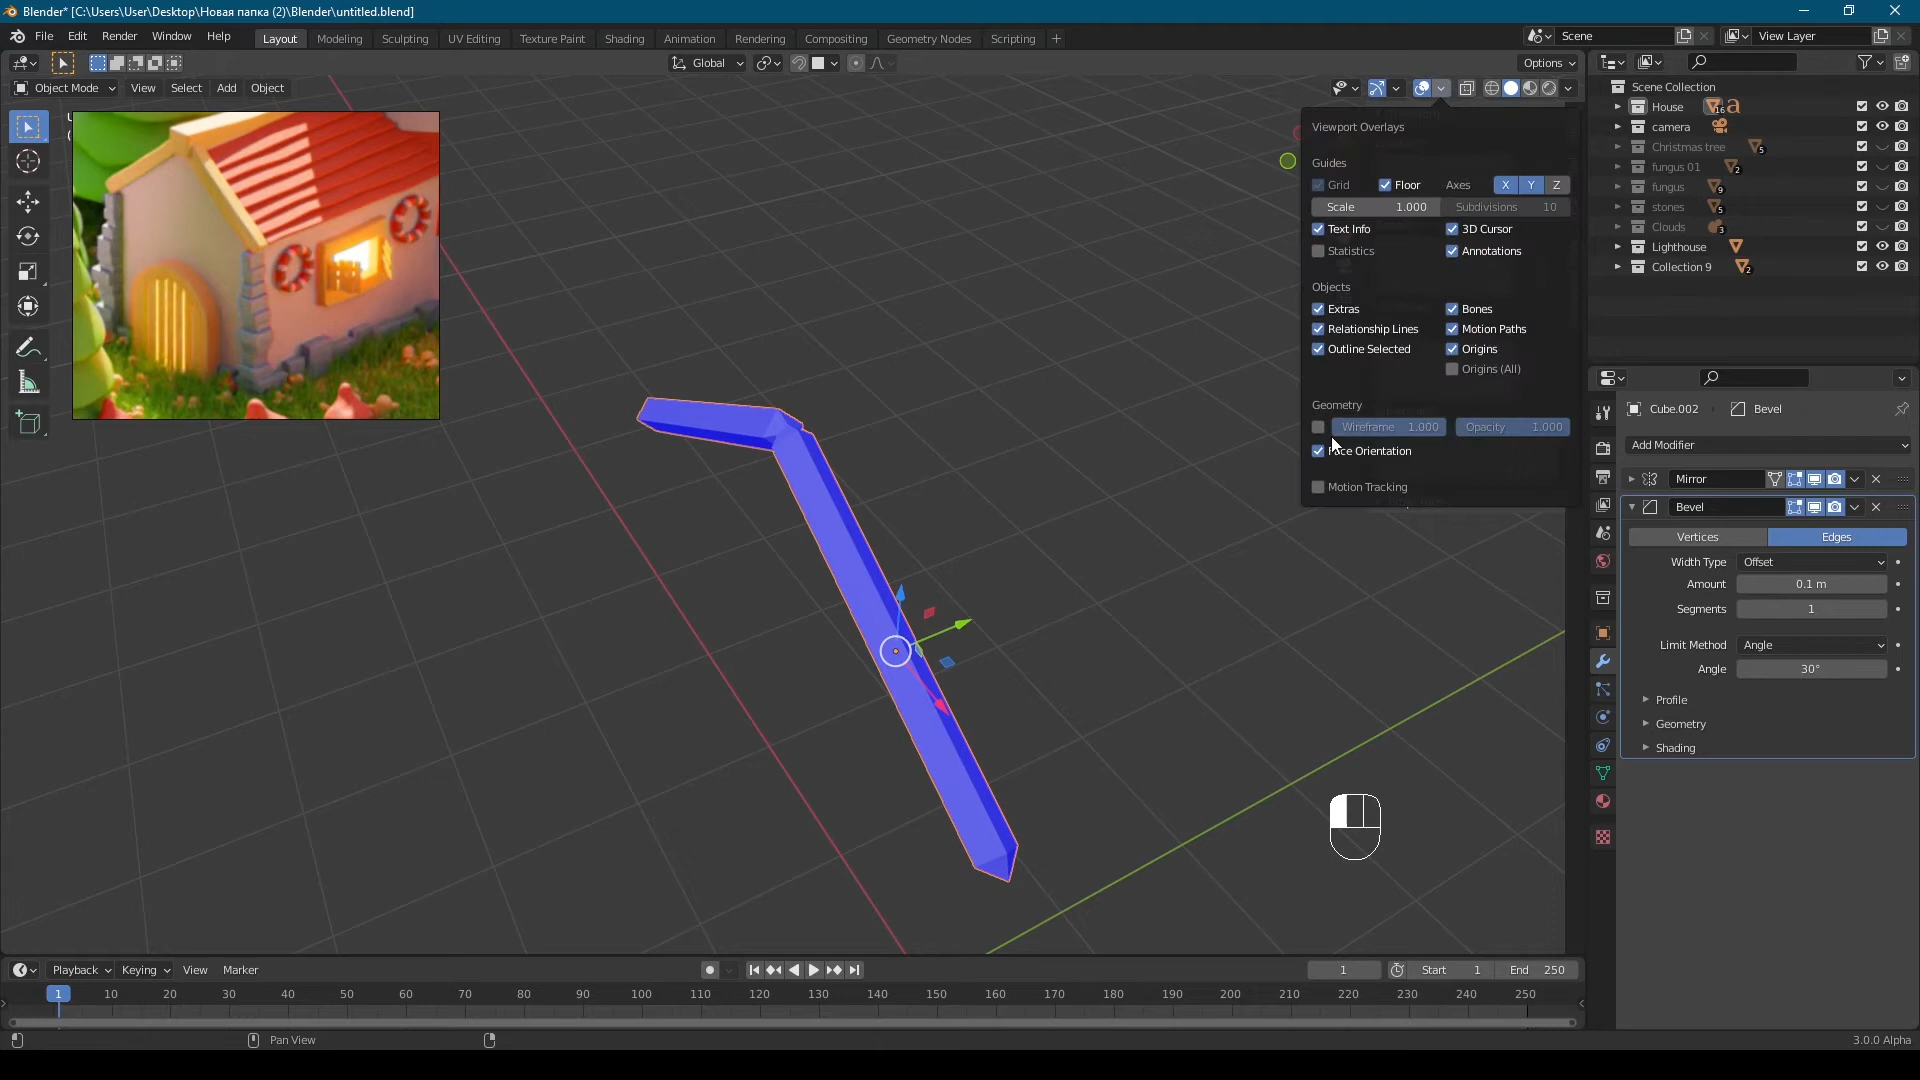 Blender* [C:\Users\User\Desktop\Новая папка (2)\Blender\untitled.blend]
File Edit Render Window Help
Layout Modeling Sculpting UV Editing Texture Paint Shading Animation Rendering Compositing Geometry Nodes Scripting +
Scene
View Layer
Global
Options
Object Mode View Select Add Object
Viewport Overlays
Guides
Grid Floor Axes X Y Z
Scale 1.000 Subdivisions 10
Text Info 3D Cursor
Statistics Annotations
Objects
Extras Bones
Relationship Lines Motion Paths
Outline Selected Origins
Origins (All)
Geometry
Wireframe 1.000 Opacity 1.000
Face Orientation
Motion Tracking
Scene Collection
House 16
camera
Christmas tree 5
fungus 01 2
fungus 9
stones 5
Clouds 3
Lighthouse
Collection 9 2
Cube.002 Bevel
Add Modifier
Mirror
Bevel
Vertices Edges
Width Type Offset
Amount 0.1 m
Segments 1
Limit Method Angle
Angle 30°
Profile
Geometry
Shading
Playback Keying View Marker
1 Start 1 End 250
1 10 20 30 40 50 60 70 80 90 100 110 120 130 140 150 160 170 180 190 200 210 220 230 240 250
Pan View
3.0.0 Alpha